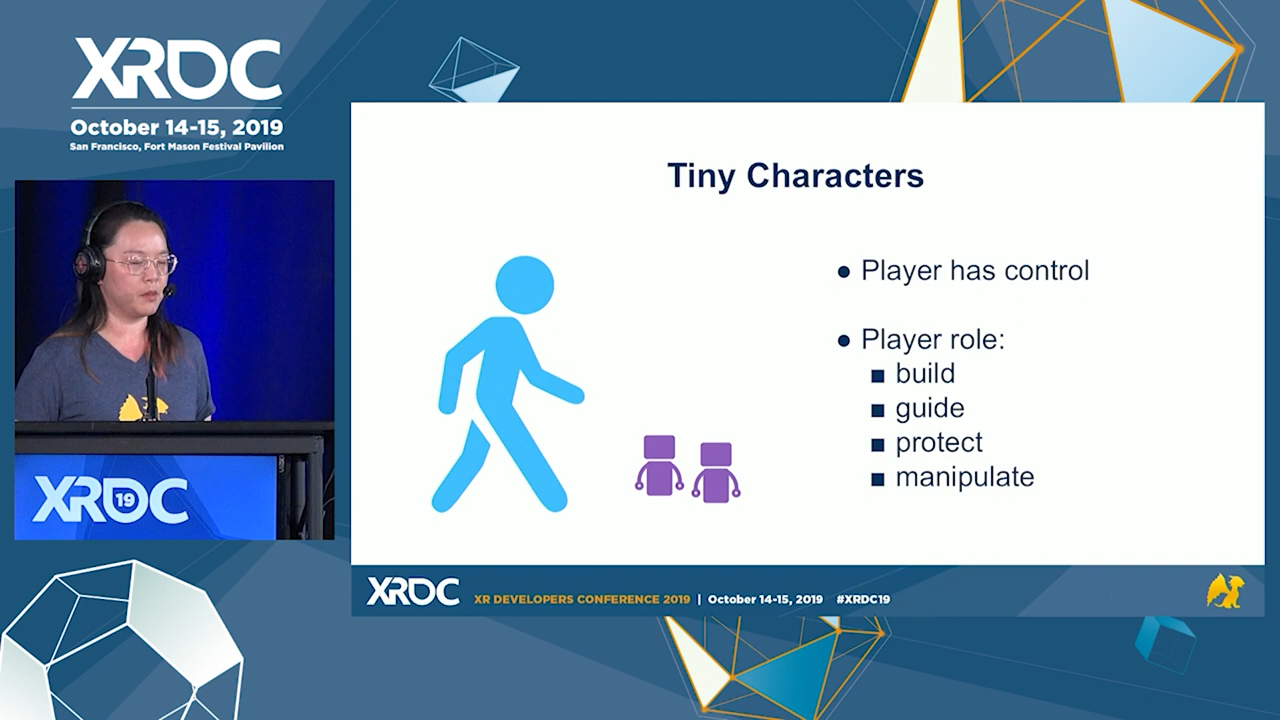 XRDC
October 14-15, 2019
San Francisco, Fort Mason Festival Pavilion
Tiny Characters
● Player has control
● Player role:
■ build
■ guide
■ protect
■ manipulate
XRDC
19
XRDC XR DEVELOPERS CONFERENCE 2019 | October 14-15, 2019 #XRDC19